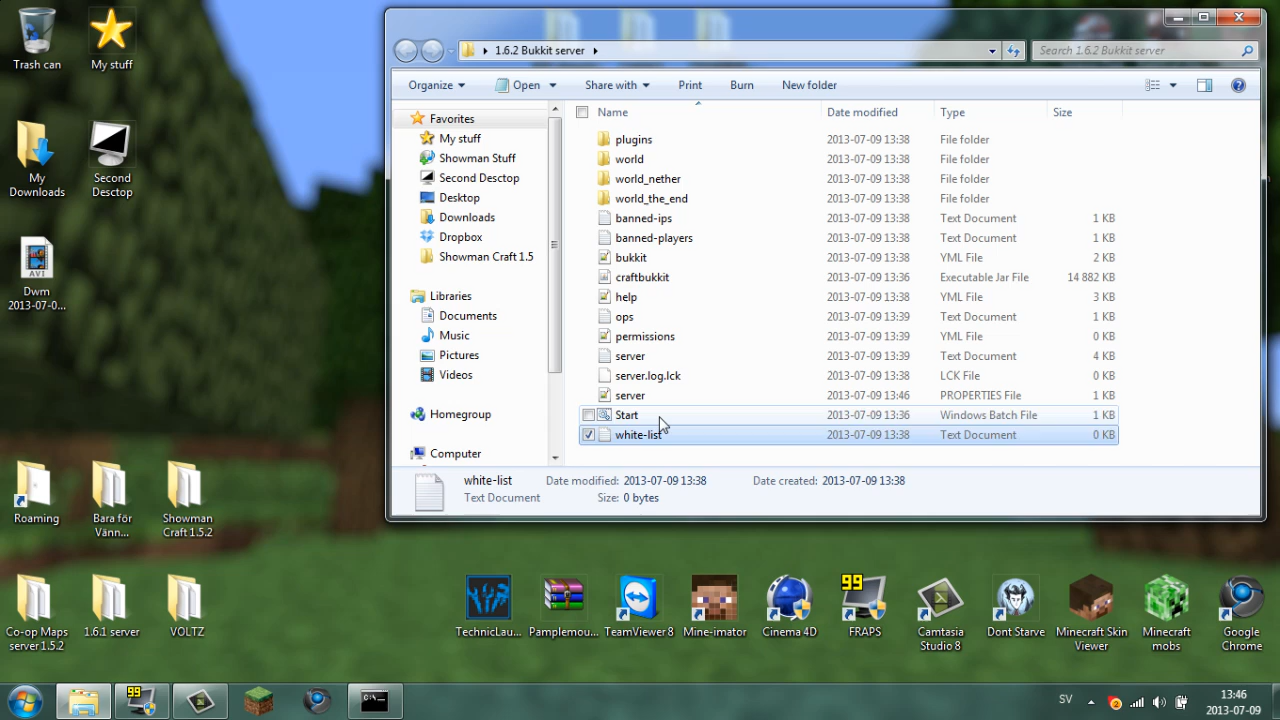 Trash can
My stuff
My
Downloads
Second
Desctop
AVI
Dwm
2013-07-0...
Roaming
Bara för
Vänn...
Showman
Craft 1.5.2
Co-op Maps
server 1.5.2
1.6.1 server
VOLTZ
1.6.2 Bukkit server
Search 1.6.2 Bukkit server
Organize Open Share with Print Burn New folder
Favorites
My stuff
Showman Stuff
Second Desctop
Desktop
Downloads
Dropbox
Showman Craft 1.5
Libraries
Documents
Music
Pictures
Videos
Homegroup
Computer
Name Date modified Type Size
plugins 2013-07-09 13:38 File folder
world 2013-07-09 13:38 File folder
world_nether 2013-07-09 13:38 File folder
world_the_end 2013-07-09 13:38 File folder
banned-ips 2013-07-09 13:38 Text Document 1 KB
banned-players 2013-07-09 13:38 Text Document 1 KB
bukkit 2013-07-09 13:38 YML File 2 KB
craftbukkit 2013-07-09 13:36 Executable Jar File 14 882 KB
help 2013-07-09 13:38 YML File 3 KB
ops 2013-07-09 13:39 Text Document 1 KB
permissions 2013-07-09 13:39 YML File 0 KB
server 2013-07-09 13:39 Text Document 4 KB
server.log.lck 2013-07-09 13:38 LCK File 0 KB
server 2013-07-09 13:46 PROPERTIES File 1 KB
Start 2013-07-09 13:36 Windows Batch File 1 KB
white-list 2013-07-09 13:38 Text Document 0 KB
white-list Date modified: 2013-07-09 13:38 Date created: 2013-07-09 13:38
Text Document Size: 0 bytes
99
TechnicLau...
Pamplemou...
TeamViewer 8
Mine-imator
Cinema 4D
FRAPS
Camtasia
Studio 8
Dont Starve
Minecraft Skin
Viewer
Minecraft
mobs
Google
Chrome
99
C:\.
SV
2
13:46
2013-07-09